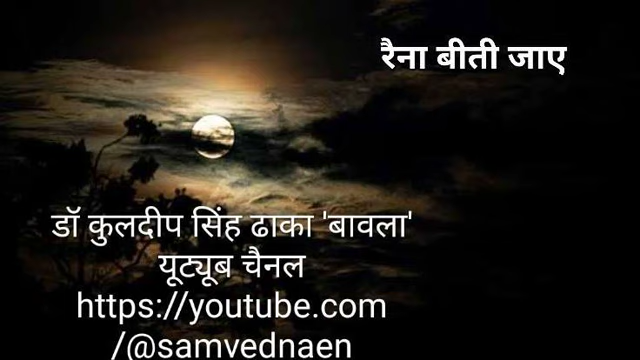 रैना बीती जाए
डॉ कुलदीप सिंह ढाका 'बावला'
यूट्यूब चैनल
https://youtube.com
/@samvednaen